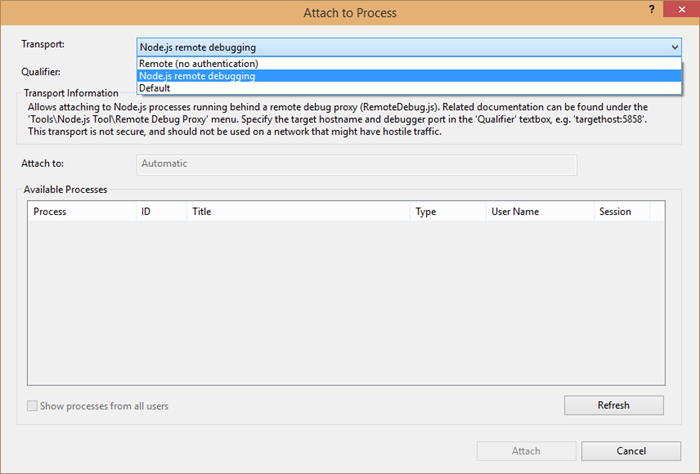 Attach to Process
?
Transport:
Node.js remote debugging
Remote (no authentication)
Node.js remote debugging
Default
Qualifier:
Transport Information
Allows attaching to Node.js processes running behind a remote debug proxy (RemoteDebug.js). Related documentation can be found under the
'Tools\Node.js Tool\Remote Debug Proxy' menu. Specify the target hostname and debugger port in the 'Qualifier' textbox, e.g. 'targethost:5858'.
This transport is not secure, and should not be used on a network that might have hostile traffic.
Attach to:
Automatic
Available Processes
Process ID Title Type User Name Session
Show processes from all users
Refresh
Attach
Cancel